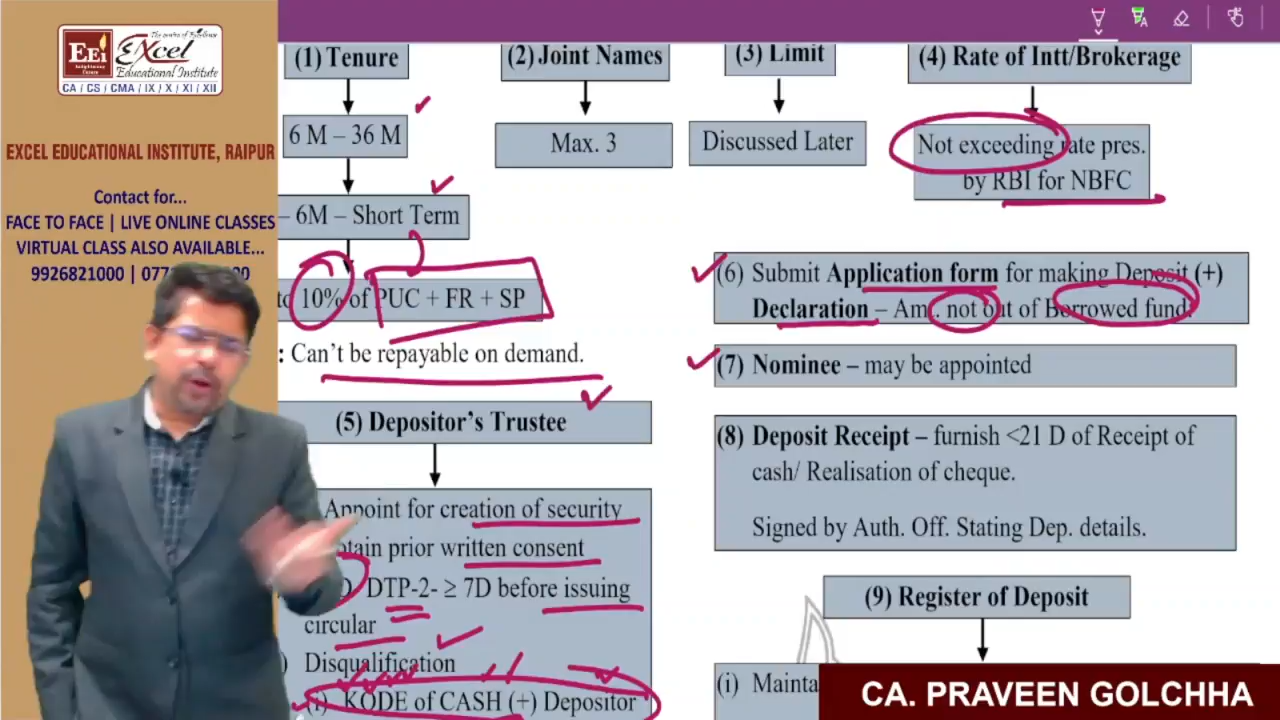 The centre of Excellence
EEi
Excel
Educational Institute
CA / CS / CMA / IX / X / XI / XII
EXCEL EDUCATIONAL INSTITUTE, RAIPUR
Contact for...
FACE TO FACE | LIVE ONLINE CLASSES
VIRTUAL CLASS ALSO AVAILABLE...
9926821000 |
(1) Tenure
6 M – 36 M
– 6M – Short Term
10% of PUC + FR + SP
: Can't be repayable on demand.
(2) Joint Names
Max. 3
(3) Limit
Discussed Later
(4) Rate of Intt/Brokerage
Not exceeding rate pres.
by RBI for NBFC
(5) Depositor's Trustee
Appoint for creation of security
prior written consent
DTP-2- ≥ 7D before issuing
circular
Disqualification
(i) KODE of CASH (+) Depositor
(6) Submit Application form for making Deposit (+)
Declaration – Am. not out of Borrowed fund.
(7) Nominee – may be appointed
(8) Deposit Receipt – furnish <21 D of Receipt of
cash/ Realisation of cheque.
Signed by Auth. Off. Stating Dep. details.
(9) Register of Deposit
(i)
CA. PRAVEEN GOLCHHA